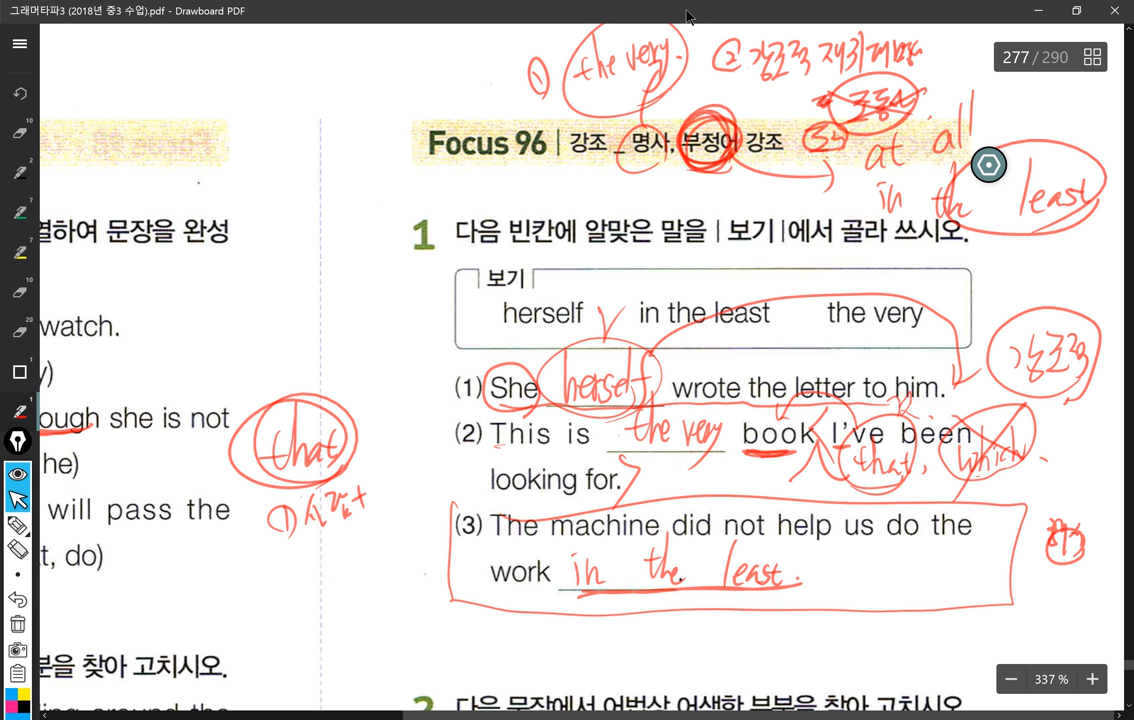 그래머타파3 (2018년 중3 수업).pdf - Drawboard PDF
277 / 290
① the very.
② 강조적 재귀대명사
조동사
at all
in the least
Focus 96 | 강조 _ 명사, 부정어 강조
열하여 문장을 완성
1 다음 빈칸에 알맞은 말을 | 보기 |에서 골라 쓰시오.
보기
herself in the least the very
watch.
y)
ough she is not
he)
will pass the
t, do)
that
①
강조적
(1) She herself wrote the letter to him.
(2) This is the very book I've been
that, which
looking for.
(3) The machine did not help us do the
work in the least.
분을 찾아 고치시오.
2 다음 문장에서 어법상 어색한 부분을 찾아 고치시오.
ing around the
337 %